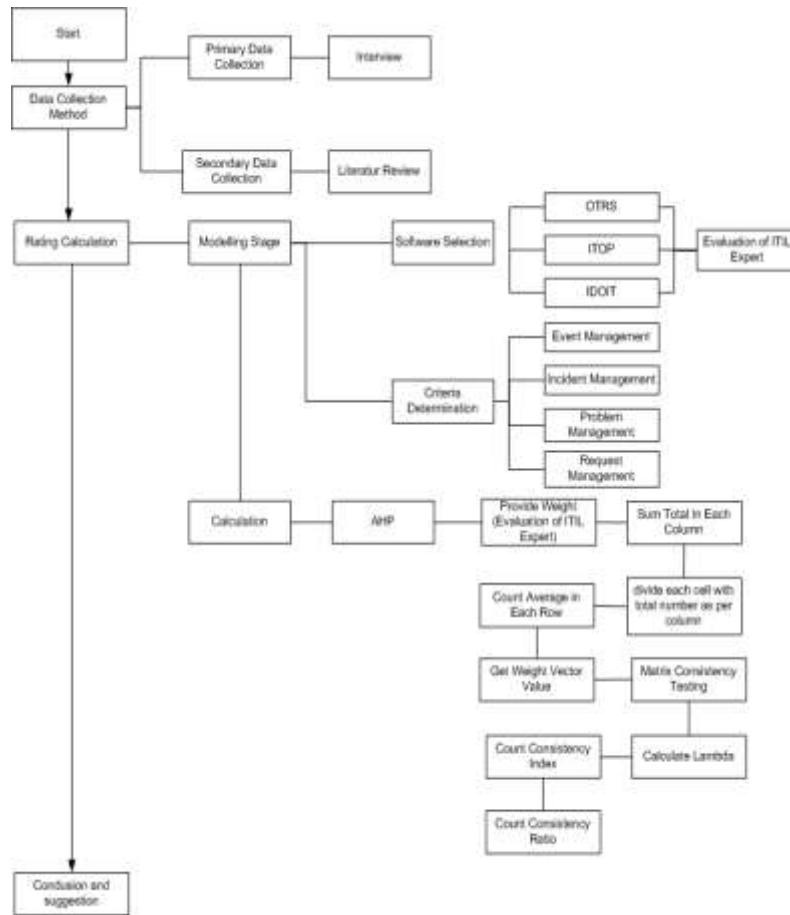 Start
Primary Data
Collection
Interview
Data Collection
Method
Secondary Data
Collection
Literatur Review
OTRS
Rating Calculation
Modelling Stage
Software Selection
ITOP
Evaluation of ITIL
Expert
IDOIT
Event Management
Incident Management
Criteria
Determination
Problem
Management
Request
Management
Calculation
AHP
Provide Weight
(Evaluation of ITIL
Expert)
Sum Total In Each
Column
Count Average in
Each Row
divide each cell with
total number as per
column
Get Weight Vector
Value
Matrix Consistency
Testing
Count Consistency
Index
Calculate Lambda
Count Consistency
Ratio
Conclusion and
suggestion